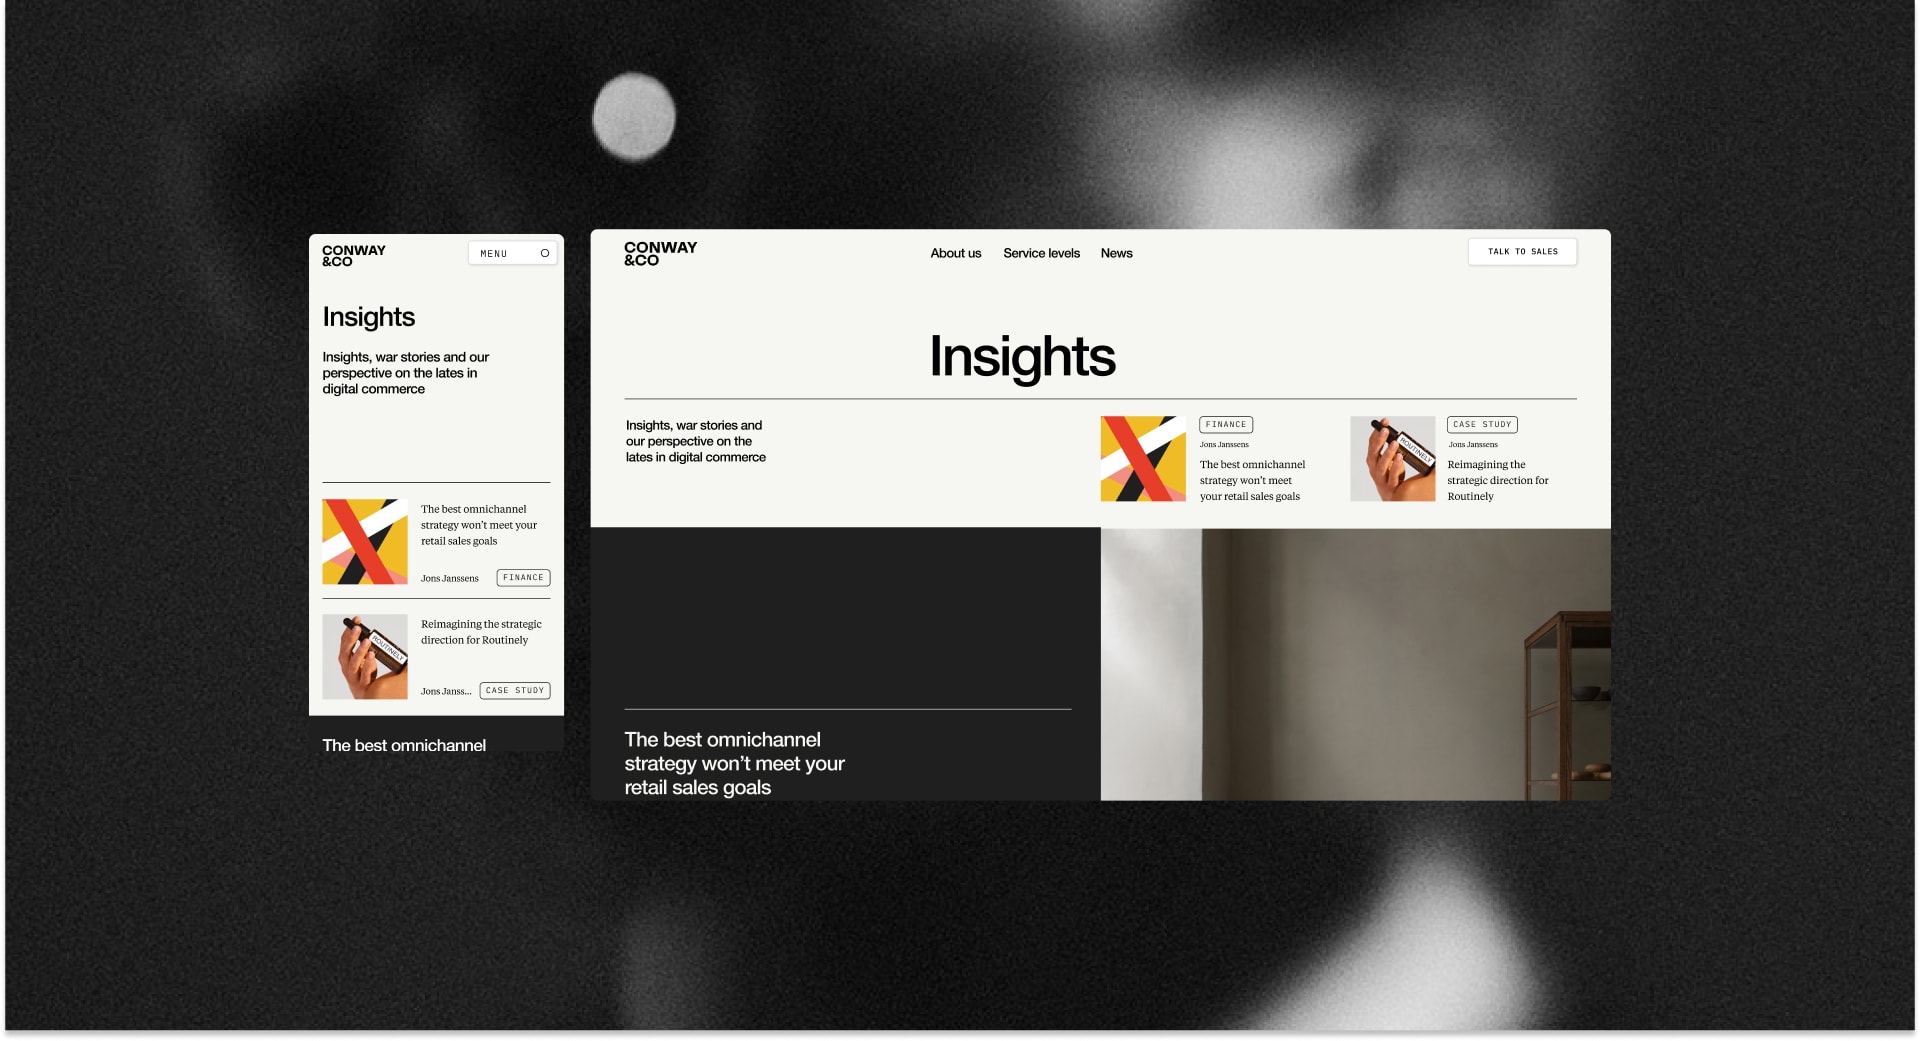 CONWAY
&CO
MENU
Insights
Insights, war stories and our
perspective on the lates in
digital commerce
The best omnichannel
strategy won’t meet your
retail sales goals
Jons Janssens
FINANCE
ROUTINELY
Reimagining the strategic
direction for Routinely
Jons Janss...
CASE STUDY
The best omnichannel
CONWAY
&CO
About us
Service levels
News
TALK TO SALES
Insights
Insights, war stories and
our perspective on the
lates in digital commerce
FINANCE
Jons Janssens
The best omnichannel
strategy won’t meet
your retail sales goals
ROUTINELY
CASE STUDY
Jons Janssens
Reimagining the
strategic direction for
Routinely
The best omnichannel
strategy won’t meet your
retail sales goals